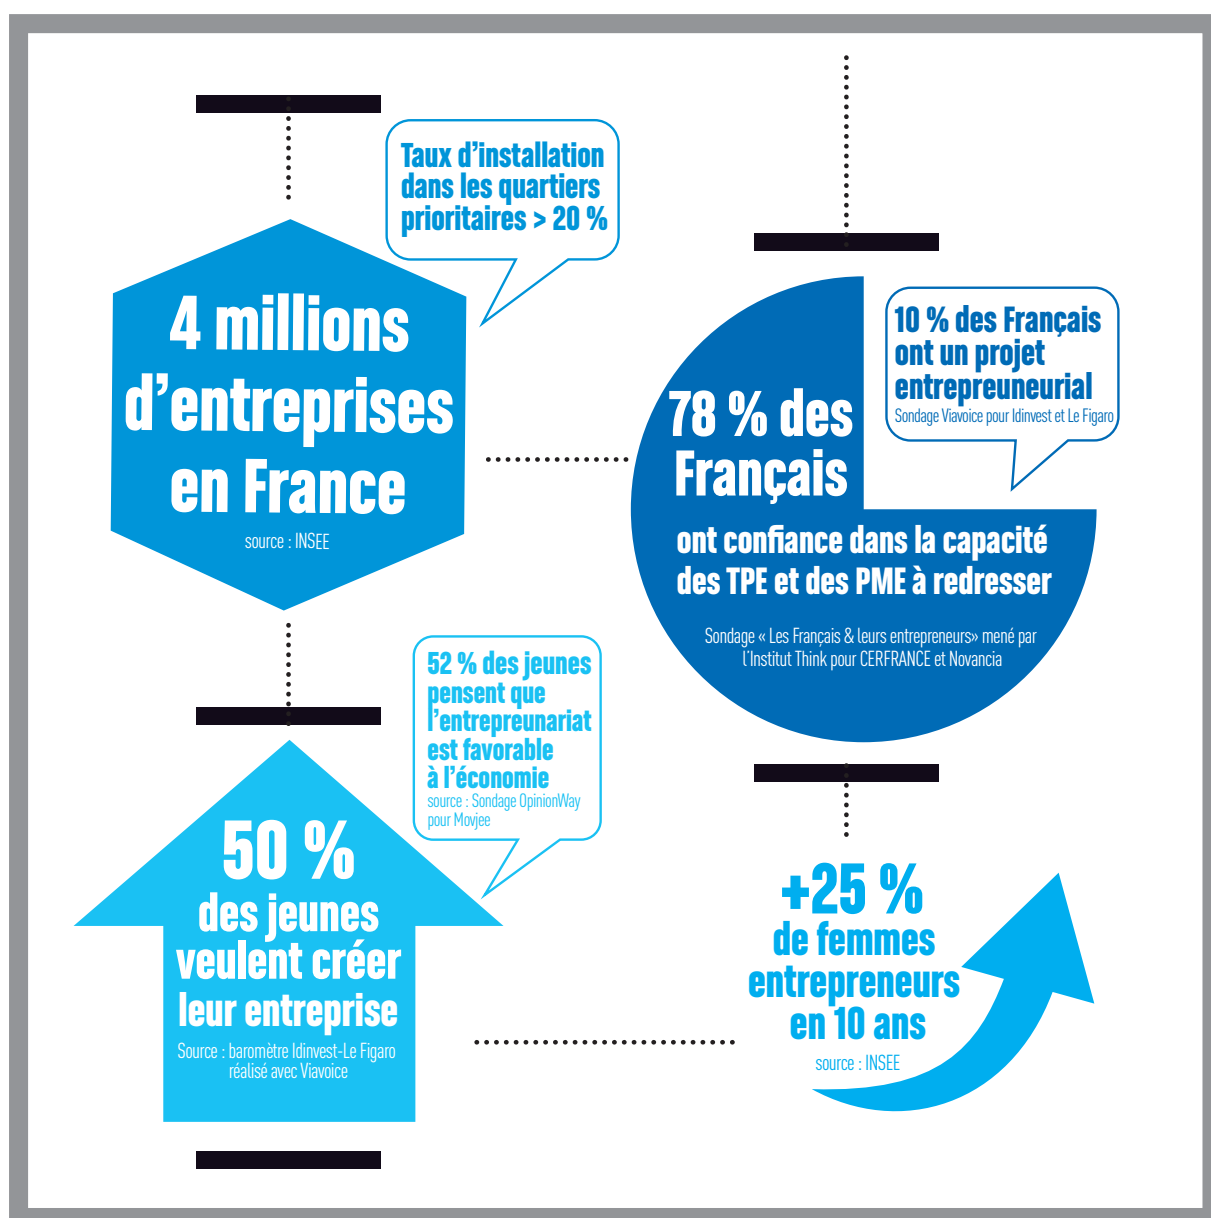 Taux d’installation
dans les quartiers
prioritaires > 20 %
4 millions
d’entreprises
en France
source : INSEE
10 % des Français
ont un projet
entrepreuneurial
Sondage Viavoice pour Idinvest et Le Figaro
78 % des
Français
ont confiance dans la capacité
des TPE et des PME à redresser
Sondage « Les Français & leurs entrepreneurs» mené par
l’Institut Think pour CERFRANCE et Novancia
52 % des jeunes
pensent que
l’entrepreunariat
est favorable
à l’économie
source : Sondage OpinionWay
pour Movjee
50 %
des jeunes
veulent créer
leur entreprise
Source : baromètre Idinvest-Le Figaro
réalisé avec Viavoice
+25 %
de femmes
entrepreneurs
en 10 ans
source : INSEE